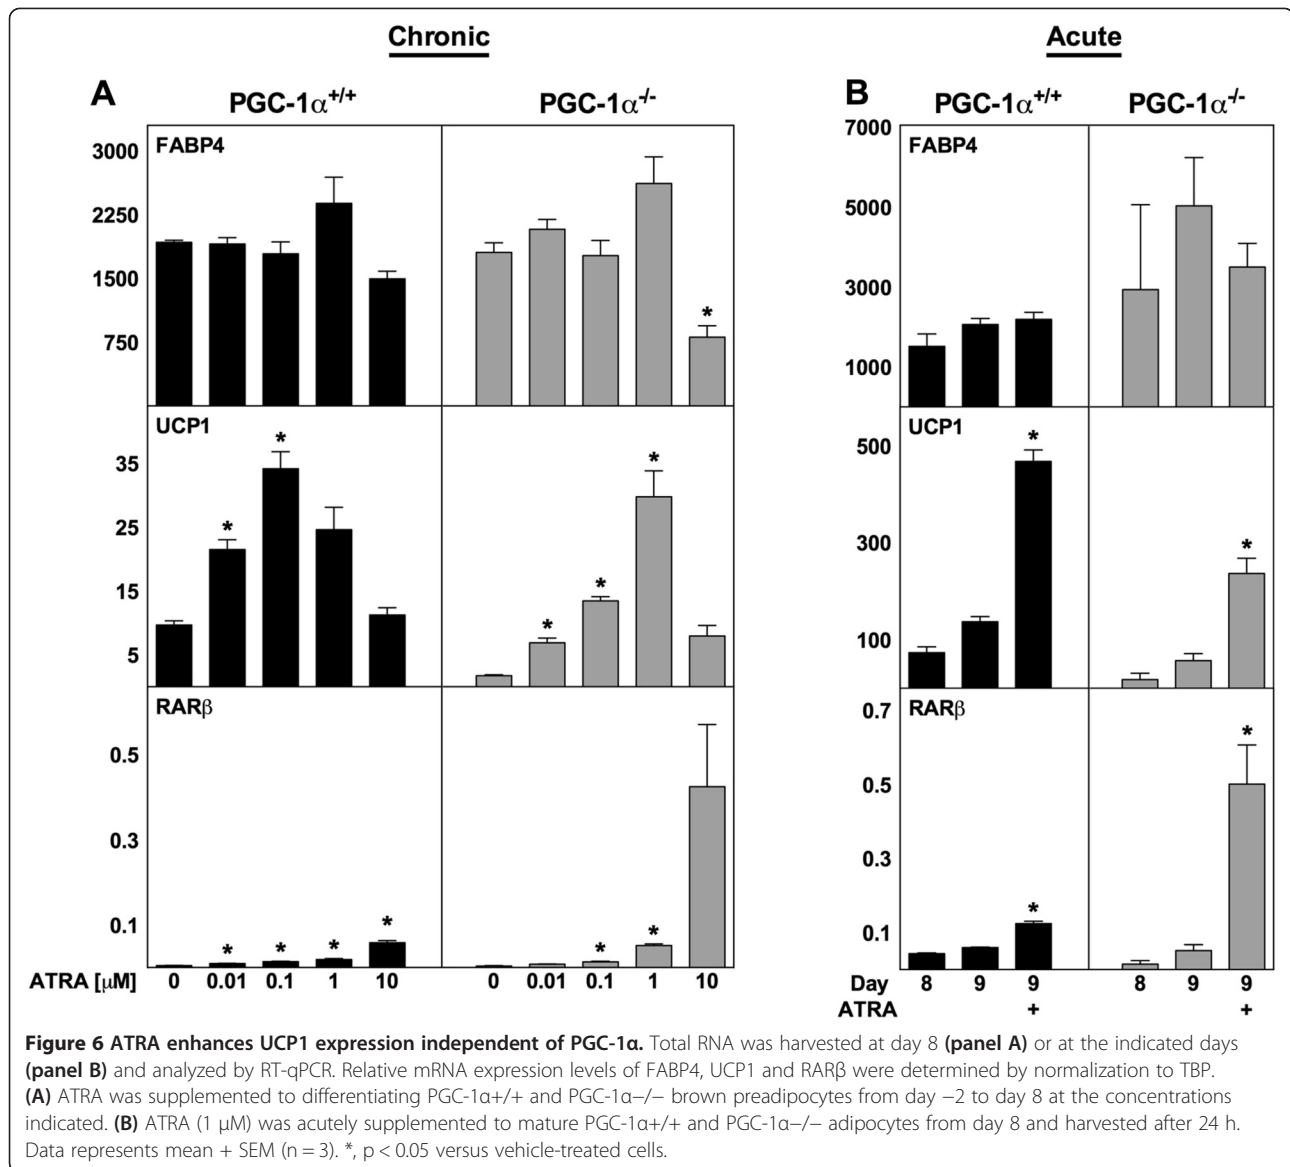 Chronic
Acute
A
PGC-1α+/+
PGC-1α-/-
B
PGC-1α+/+
PGC-1α-/-
FABP4
3000
2250
1500
750
*
UCP1
35
25
15
5
*
*
*
*
*
RARβ
0.5
0.3
0.1
*
*
*
*
*
*
ATRA [µM]
0 0.01 0.1 1 10
0 0.01 0.1 1 10
FABP4
7000
5000
3000
1000
UCP1
500
300
100
*
*
RARβ
0.7
0.5
0.3
0.1
*
*
Day 8 9 9 8 9 9
ATRA + +
Figure 6 ATRA enhances UCP1 expression independent of PGC-1α. Total RNA was harvested at day 8 (panel A) or at the indicated days
(panel B) and analyzed by RT-qPCR. Relative mRNA expression levels of FABP4, UCP1 and RARβ were determined by normalization to TBP.
(A) ATRA was supplemented to differentiating PGC-1α+/+ and PGC-1α−/− brown preadipocytes from day −2 to day 8 at the concentrations
indicated. (B) ATRA (1 µM) was acutely supplemented to mature PGC-1α+/+ and PGC-1α−/− adipocytes from day 8 and harvested after 24 h.
Data represents mean + SEM (n = 3). *, p < 0.05 versus vehicle-treated cells.